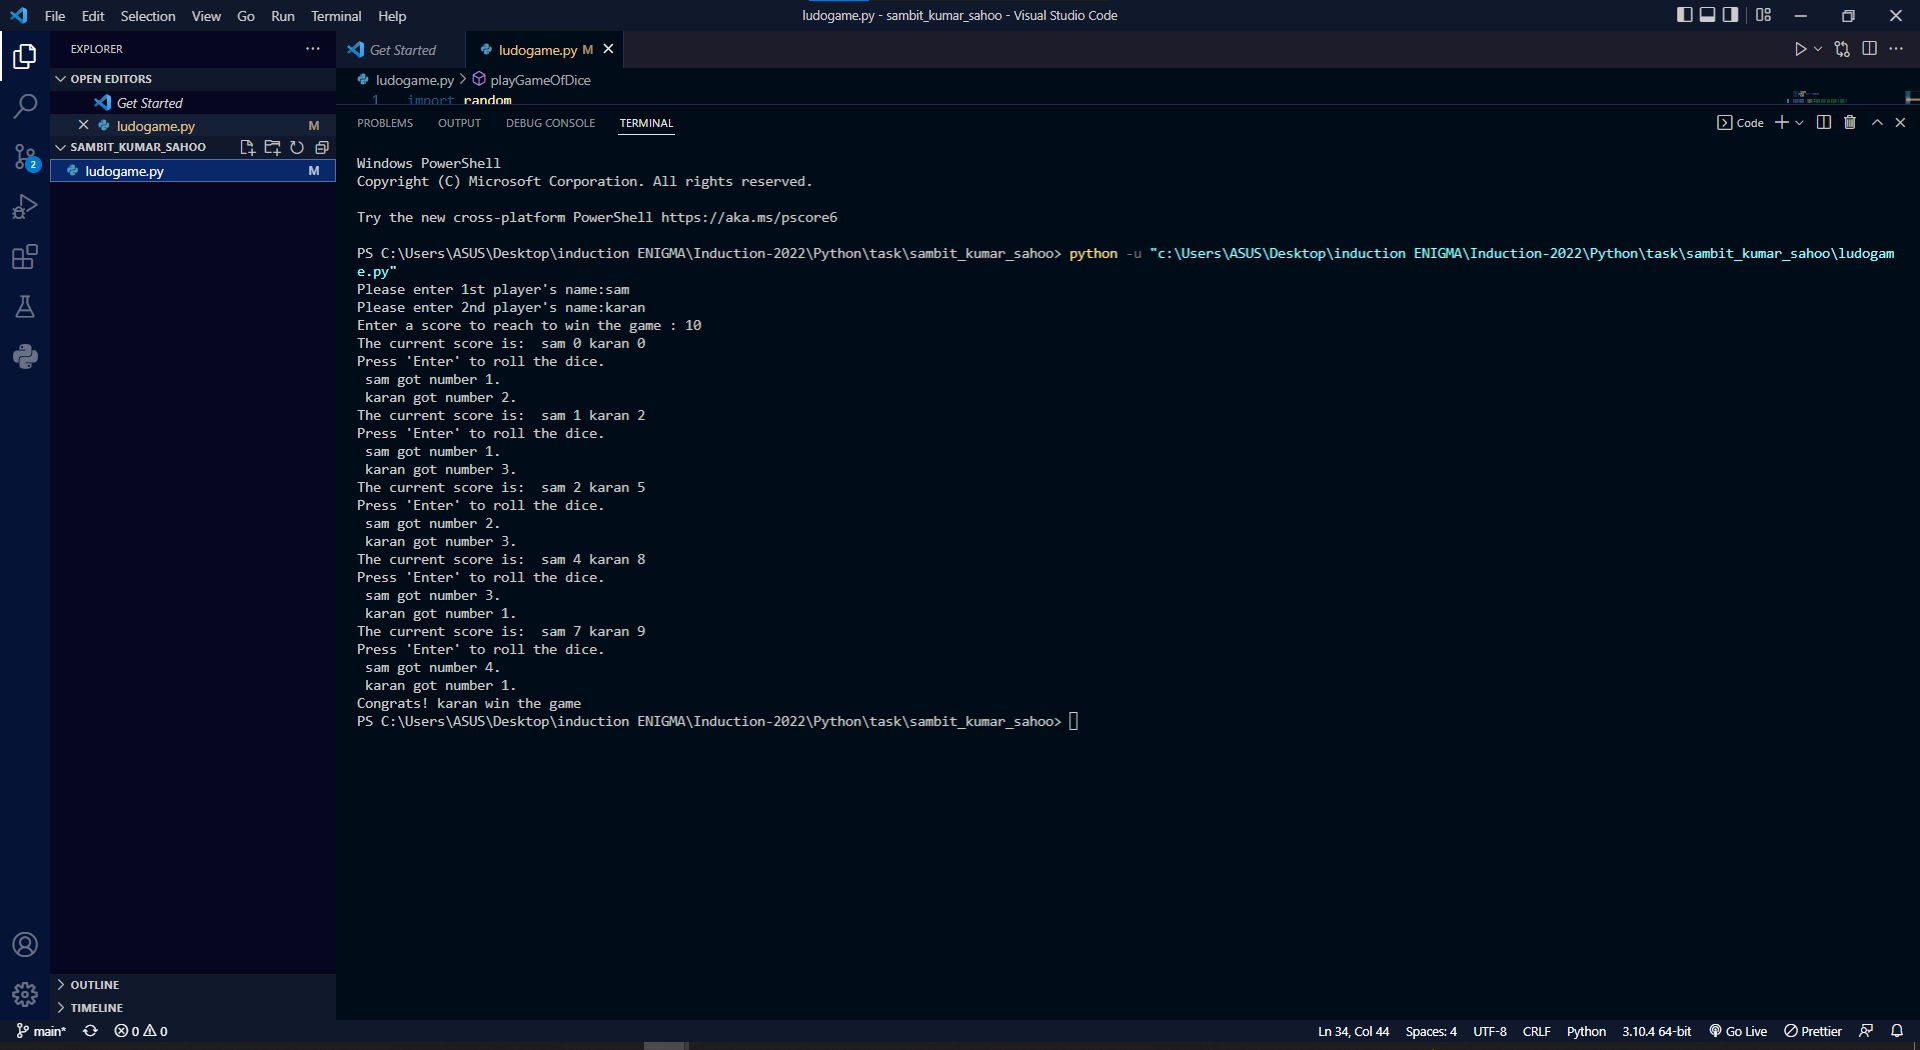 File Edit Selection View Go Run Terminal Help
ludogame.py - sambit_kumar_sahoo - Visual Studio Code
EXPLORER
Get Started
ludogame.py M
OPEN EDITORS
Get Started
ludogame.py M
SAMBIT_KUMAR_SAHOO
ludogame.py M
2
ludogame.py > playGameOfDice
1 import random
PROBLEMS OUTPUT DEBUG CONSOLE TERMINAL
Code
Windows PowerShell
Copyright (C) Microsoft Corporation. All rights reserved.
Try the new cross-platform PowerShell https://aka.ms/pscore6
PS C:\Users\ASUS\Desktop\induction ENIGMA\Induction-2022\Python\task\sambit_kumar_sahoo> python -u "c:\Users\ASUS\Desktop\induction ENIGMA\Induction-2022\Python\task\sambit_kumar_sahoo\ludogam
e.py"
Please enter 1st player's name:sam
Please enter 2nd player's name:karan
Enter a score to reach to win the game : 10
The current score is:  sam 0 karan 0
Press 'Enter' to roll the dice.
 sam got number 1.
 karan got number 2.
The current score is:  sam 1 karan 2
Press 'Enter' to roll the dice.
 sam got number 1.
 karan got number 3.
The current score is:  sam 2 karan 5
Press 'Enter' to roll the dice.
 sam got number 2.
 karan got number 3.
The current score is:  sam 4 karan 8
Press 'Enter' to roll the dice.
 sam got number 3.
 karan got number 1.
The current score is:  sam 7 karan 9
Press 'Enter' to roll the dice.
 sam got number 4.
 karan got number 1.
Congrats! karan win the game
PS C:\Users\ASUS\Desktop\induction ENIGMA\Induction-2022\Python\task\sambit_kumar_sahoo>
OUTLINE
TIMELINE
main* 0 0
Ln 34, Col 44 Spaces: 4 UTF-8 CRLF Python 3.10.4 64-bit Go Live Prettier